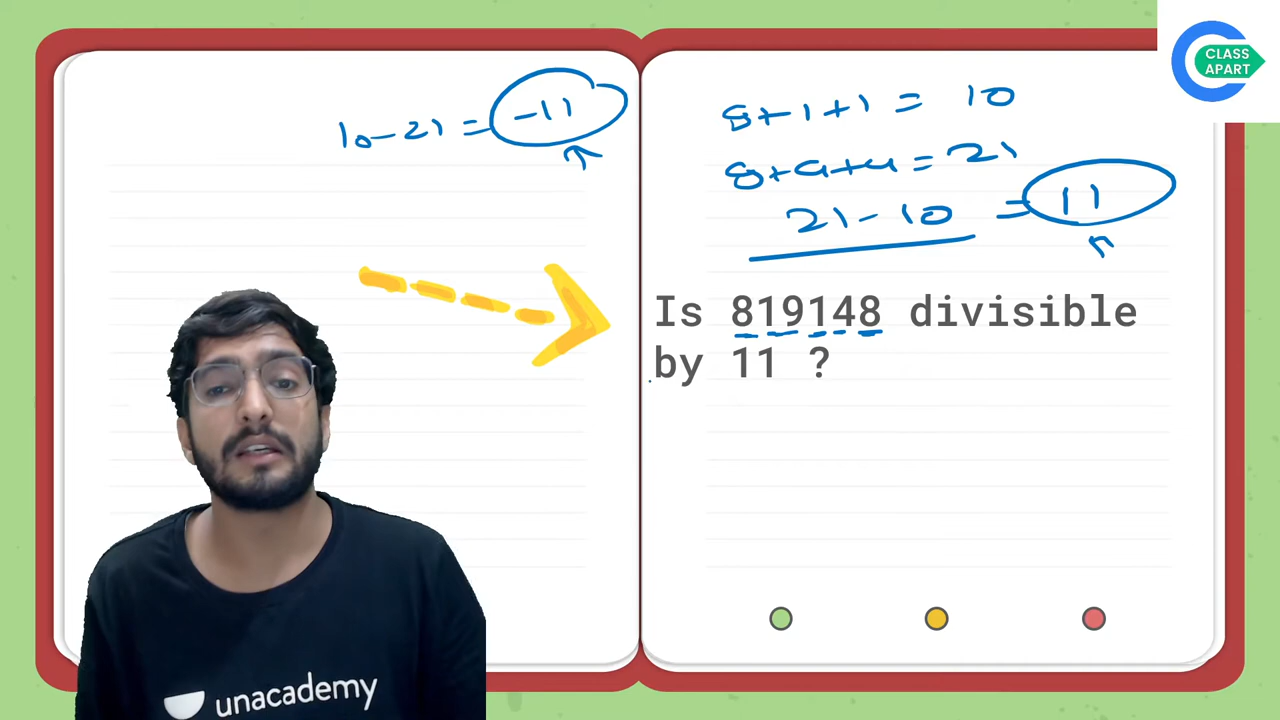 CLASS
APART
10-21 = -11
8+1+1 = 10
8+9+4 = 21
21-10 = 11
Is 819148 divisible
by 11 ?
unacademy